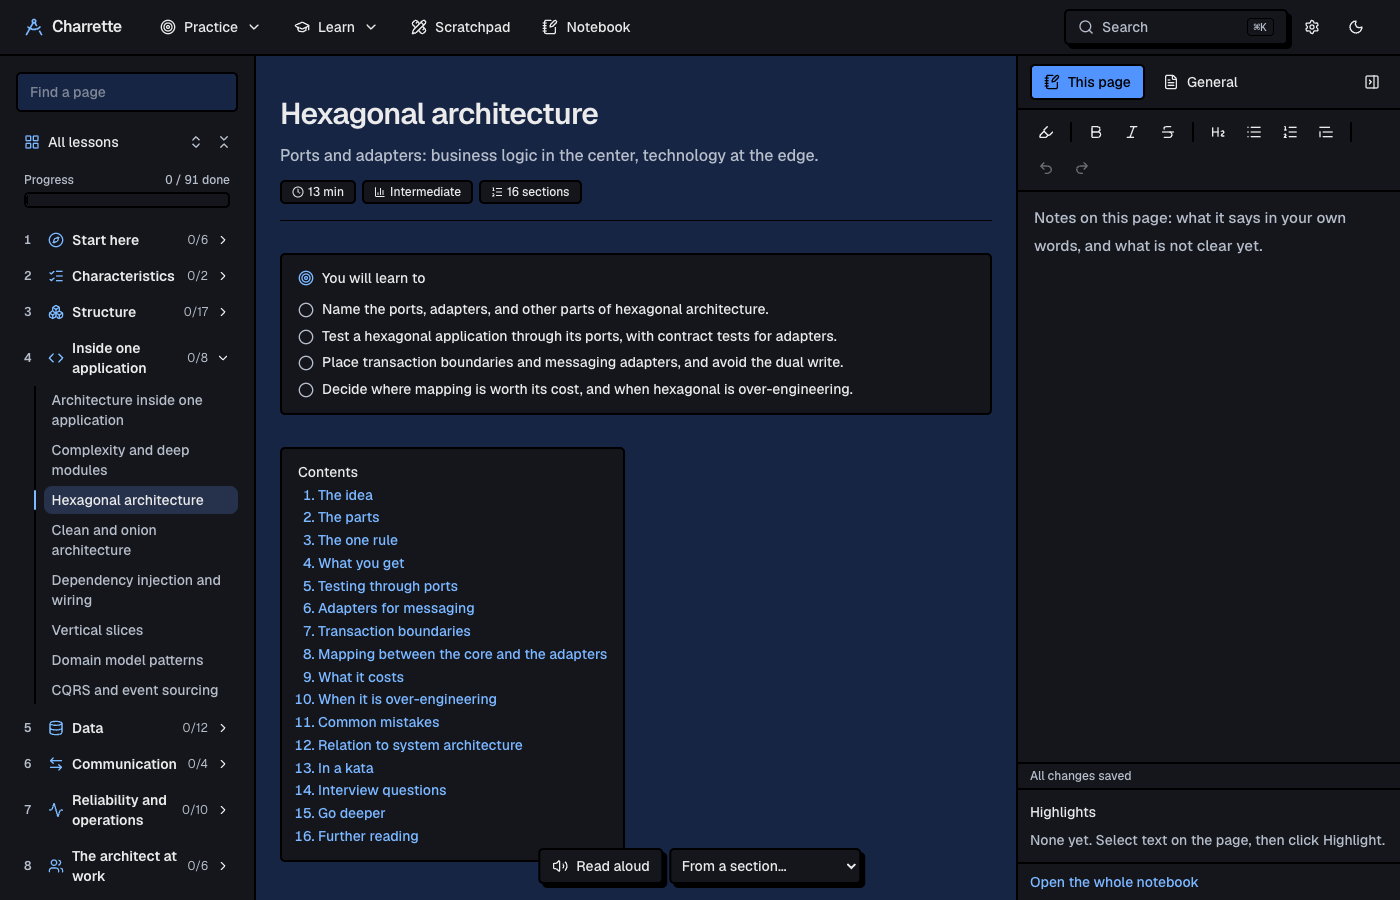 Charrette
Practice
Learn
Scratchpad
Notebook
Search
⌘K
Find a page
All lessons
Progress
0 / 91 done
1 Start here 0/6
2 Characteristics 0/2
3 Structure 0/17
4 Inside one
application 0/8
Architecture inside one
application
Complexity and deep
modules
Hexagonal architecture
Clean and onion
architecture
Dependency injection and
wiring
Vertical slices
Domain model patterns
CQRS and event sourcing
5 Data 0/12
6 Communication 0/4
7 Reliability and
operations 0/10
8 The architect at
work 0/6
Hexagonal architecture
Ports and adapters: business logic in the center, technology at the edge.
13 min
Intermediate
16 sections
You will learn to
Name the ports, adapters, and other parts of hexagonal architecture.
Test a hexagonal application through its ports, with contract tests for adapters.
Place transaction boundaries and messaging adapters, and avoid the dual write.
Decide where mapping is worth its cost, and when hexagonal is over-engineering.
Contents
1. The idea
2. The parts
3. The one rule
4. What you get
5. Testing through ports
6. Adapters for messaging
7. Transaction boundaries
8. Mapping between the core and the adapters
9. What it costs
10. When it is over-engineering
11. Common mistakes
12. Relation to system architecture
13. In a kata
14. Interview questions
15. Go deeper
16. Further reading
Read aloud
From a section...
This page
General
B I S H2
Notes on this page: what it says in your own
words, and what is not clear yet.
All changes saved
Highlights
None yet. Select text on the page, then click Highlight.
Open the whole notebook